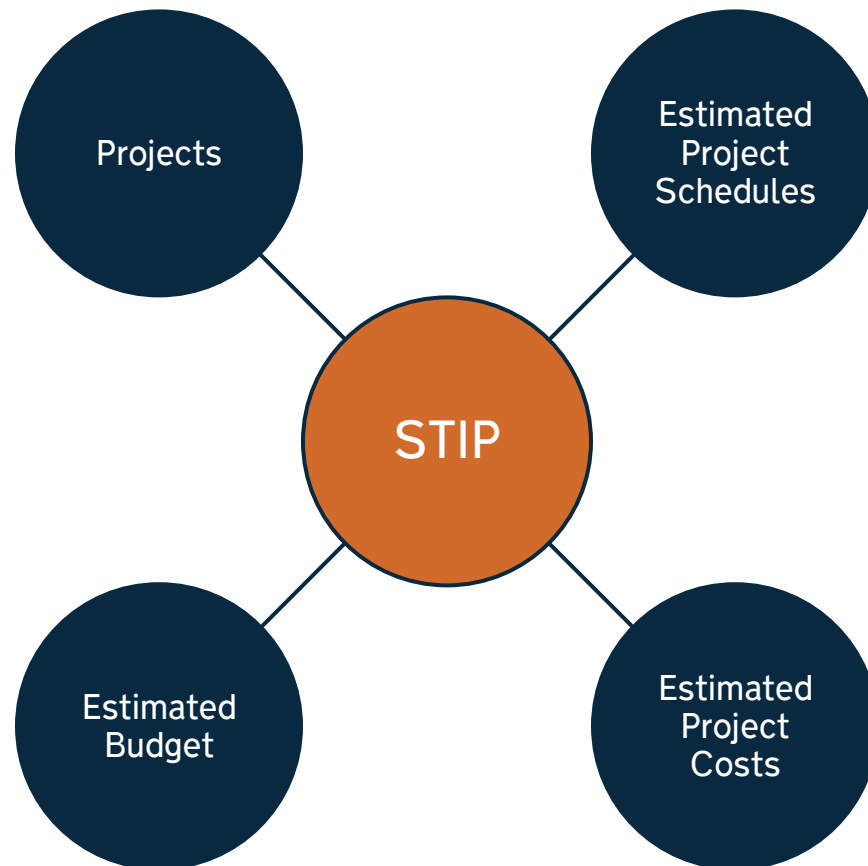 Projects
Estimated
Project
Schedules
STIP
Estimated
Budget
Estimated
Project
Costs